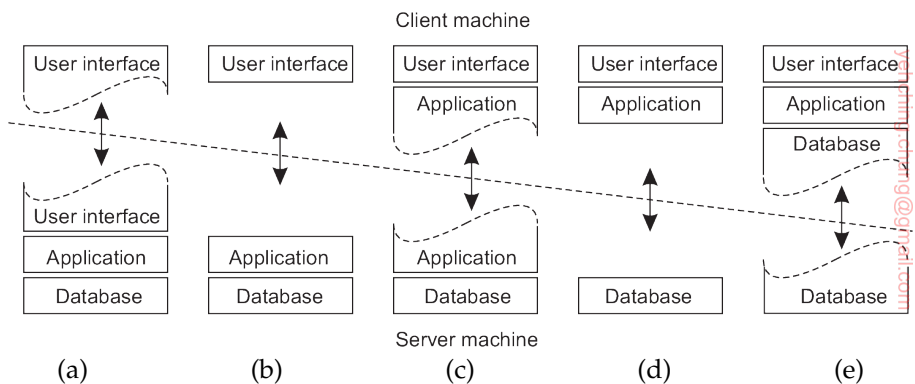 Client machine
User interface User interface User interface User interface User interface
Application Application Application
Database
User interface
Application Application Application
Database Database Database Database Database
Server machine
(a) (b) (c) (d) (e)
yehching.chang@gmail.com